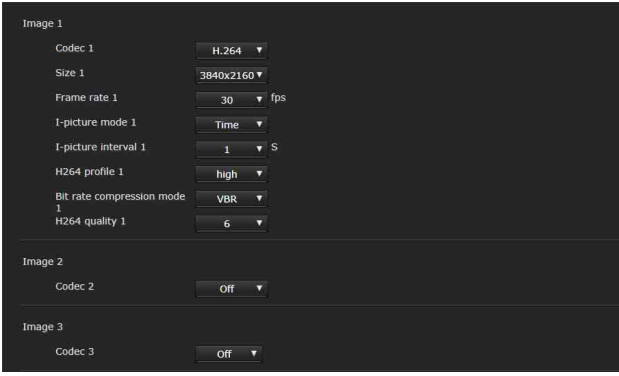 Image 1
Codec 1 H.264
Size 1 3840x2160
Frame rate 1 30 fps
I-picture mode 1 Time
I-picture interval 1 1 S
H264 profile 1 high
Bit rate compression mode VBR
1
H264 quality 1 6
Image 2
Codec 2 Off
Image 3
Codec 3 Off